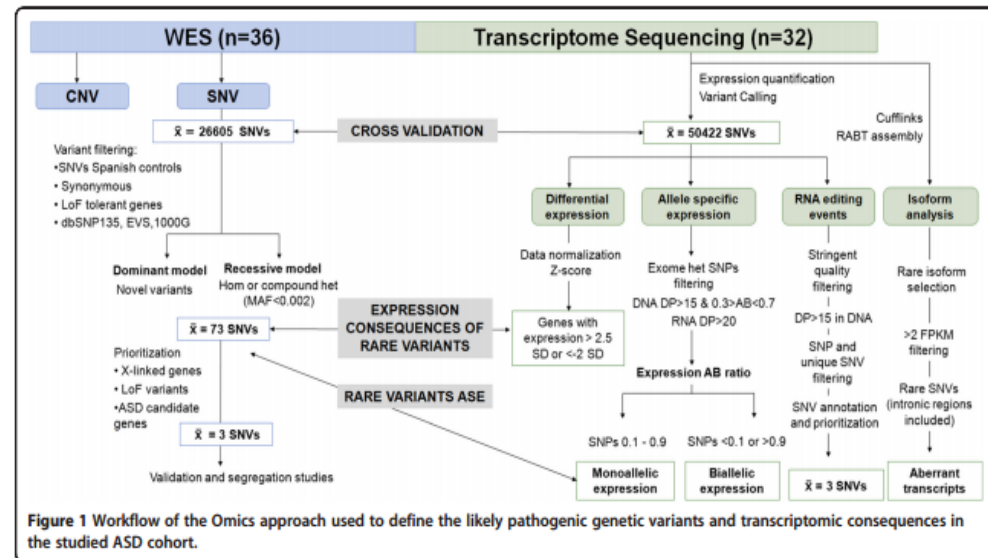 WES (n=36)
Transcriptome Sequencing (n=32)
CNV
SNV
x̄ = 26605 SNVs
Variant filtering:
•SNVs Spanish controls
• Synonymous
• LoF tolerant genes
• dbSNP135, EVS,1000G
Dominant model
Novel variants
Recessive model
Hom or compound het
(MAF<0.002)
x̄ = 73 SNVs
Prioritization
• X-linked genes
• LoF variants
•ASD candidate
genes
x̄ = 3 SNVs
Validation and segregation studies
CROSS VALIDATION
EXPRESSION
CONSEQUENCES OF
RARE VARIANTS
RARE VARIANTS ASE
Expression quantification
Variant Calling
x̄ = 50422 SNVs
Cufflinks
RABT assembly
Differential
expression
Data normalization
Z-score
Genes with
expression > 2.5
SD or <-2 SD
Allele specific
expression
Exome het SNPs
filtering
DNA DP>15 & 0.3>AB<0.7
RNA DP>20
Expression AB ratio
SNPs 0.1 - 0.9
SNPs <0.1 or >0.9
Monoallelic
expression
Biallelic
expression
RNA editing
events
Stringent
quality
filtering
DP>15 in DNA
SNP and
unique SNV
filtering
SNV annotation
and prioritization
x̄ = 3 SNVs
Isoform
analysis
Rare isoform
selection
>2 FPKM
filtering
Rare SNVs
(intronic regions
included)
Aberrant
transcripts
Figure 1 Workflow of the Omics approach used to define the likely pathogenic genetic variants and transcriptomic consequences in
the studied ASD cohort.